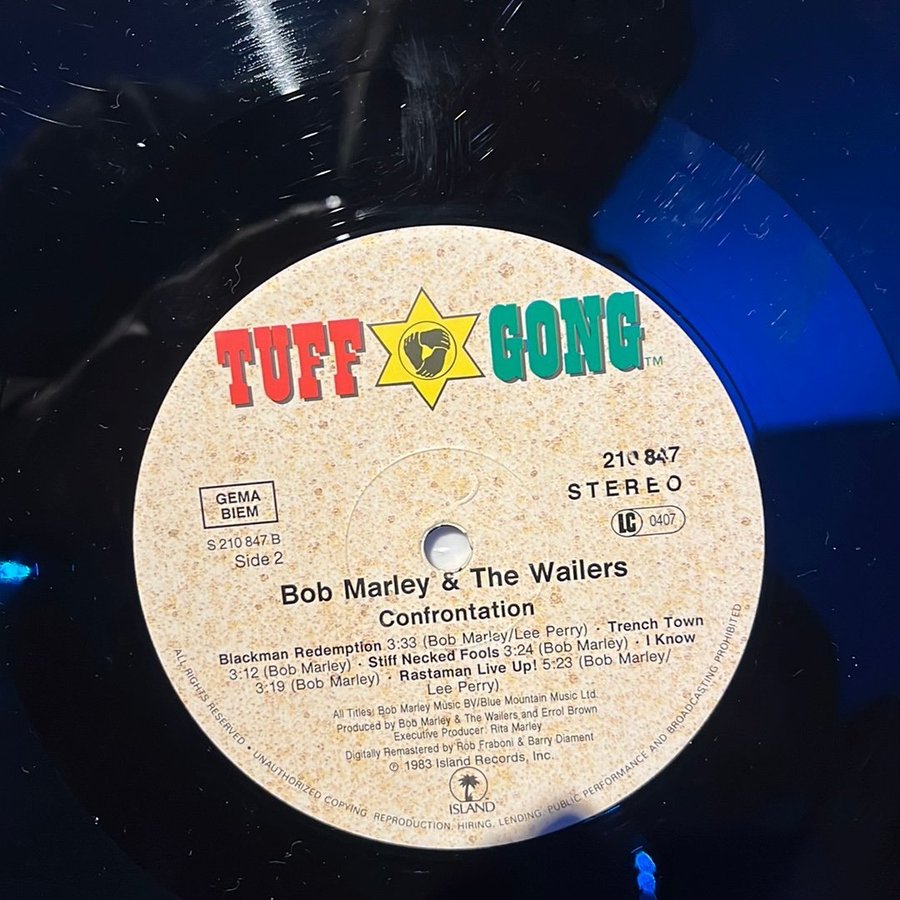 TUFF GONG™
210 847
STEREO
LC 0407
GEMA
BIEM
S 210 847 B
Side 2
Bob Marley & The Wailers
Confrontation
Blackman Redemption 3:33 (Bob Marley/Lee Perry) · Trench Town
3:12 (Bob Marley) · Stiff Necked Fools 3:24 (Bob Marley) · I Know
3:19 (Bob Marley) · Rastaman Live Up! 5:23 (Bob Marley/
Lee Perry)
All Titles: Bob Marley Music BV/Blue Mountain Music Ltd.
Produced by Bob Marley & The Wailers and Errol Brown
Executive Producer: Rita Marley
Digitally Remastered by Rob Fraboni & Barry Diament
℗ 1983 Island Records, Inc.
ISLAND
ALL RIGHTS RESERVED • UNAUTHORIZED COPYING, REPRODUCTION, HIRING, LENDING, PUBLIC PERFORMANCE AND BROADCASTING PROHIBITED